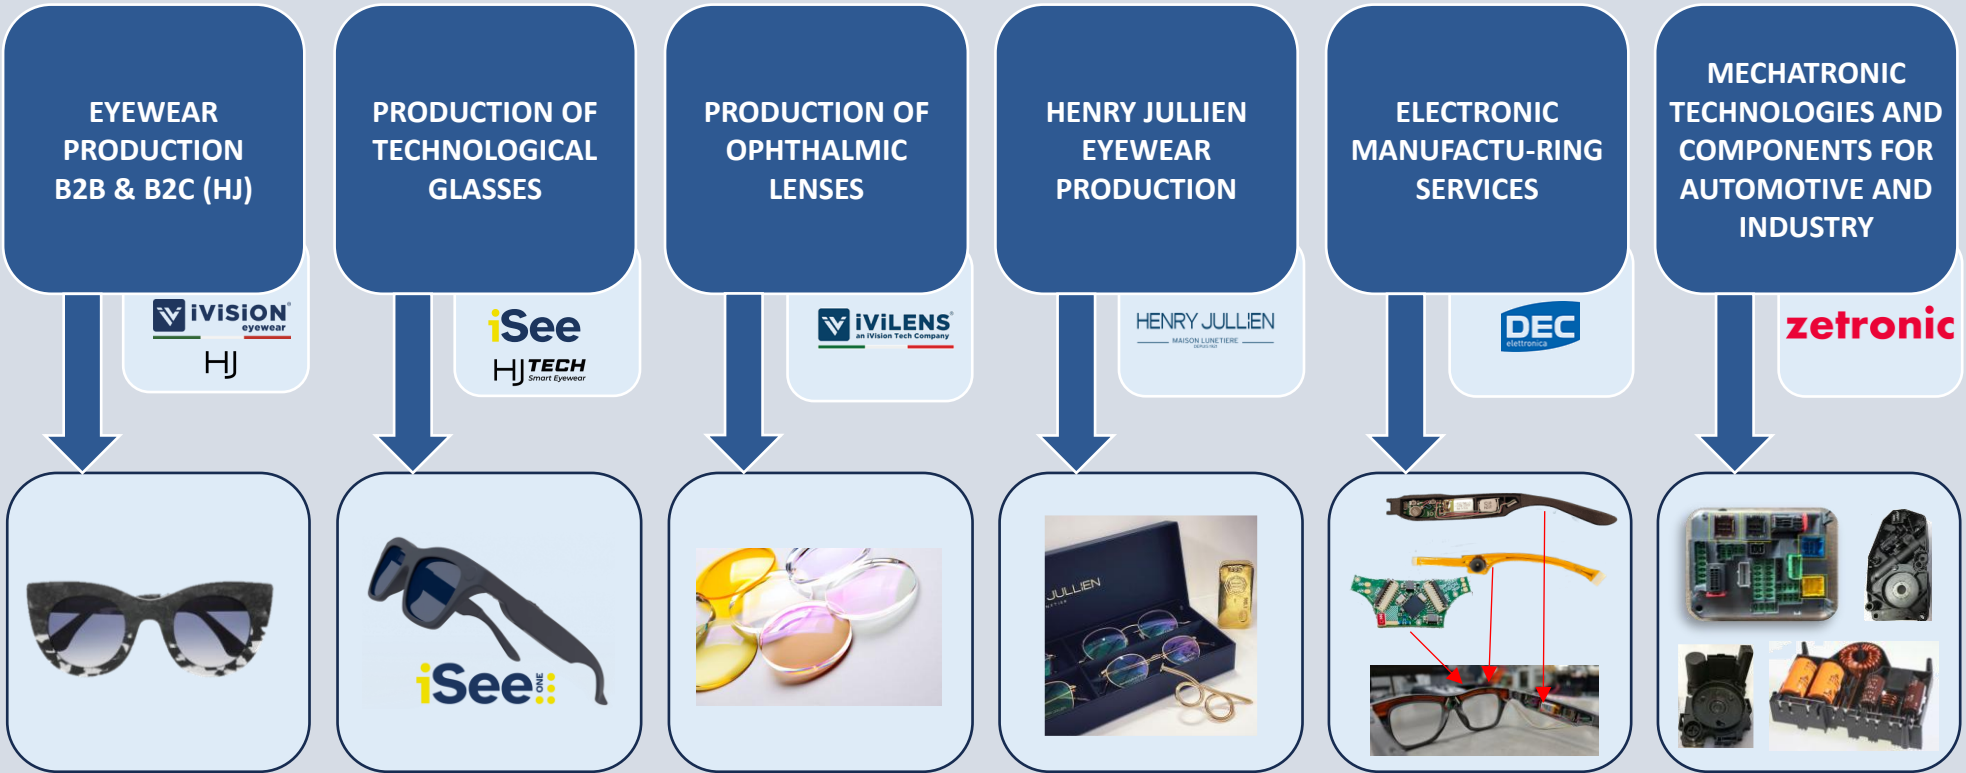 EYEWEAR
PRODUCTION
B2B & B2C (HJ)
iVISION®
eyewear
HJ
PRODUCTION OF
TECHNOLOGICAL
GLASSES
iSee
HJ TECH
Smart Eyewear
PRODUCTION OF
OPHTHALMIC
LENSES
iViLENS®
an iVision Tech Company
HENRY JULLIEN
EYEWEAR
PRODUCTION
HENRY JULLIEN
MAISON LUNETIERE
ELECTRONIC
MANUFACTU-RING
SERVICES
DEC
elettronica
MECHATRONIC
TECHNOLOGIES AND
COMPONENTS FOR
AUTOMOTIVE AND
INDUSTRY
zetronic
iSee ONE
JULLIEN